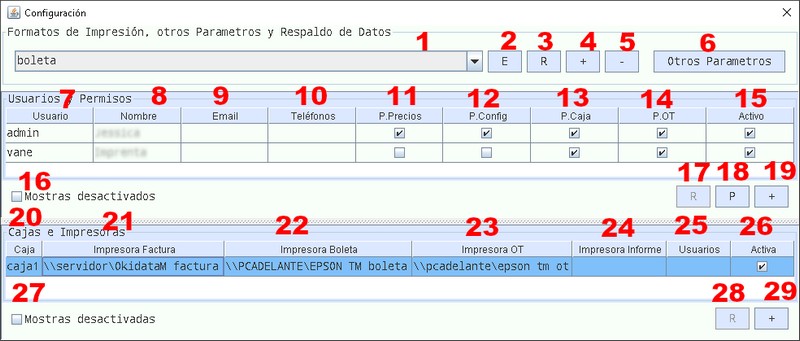 Configuración
Formatos de Impresión, otros Parametros y Respaldo de Datos
1 2 3 4 5 6
boleta E R + - Otros Parametros
Usuarios y Permisos
7 8 9 10 11 12 13 14 15
Usuario Nombre Email Teléfonos P.Precios P.Config P.Caja P.OT Activo
admin
vane Imprenta
16 17 18 19
Mostras desactivados R P +
20 21 22 23 24 25 26
Cajas e Impresoras
Caja Impresora Factura Impresora Boleta Impresora OT Impresora Informe Usuarios Activa
caja1 \\servidor\OkidataM factura \\PCADELANTE\EPSON TM boleta \\pcadelante\epson tm ot
27 28 29
Mostras desactivadas R +